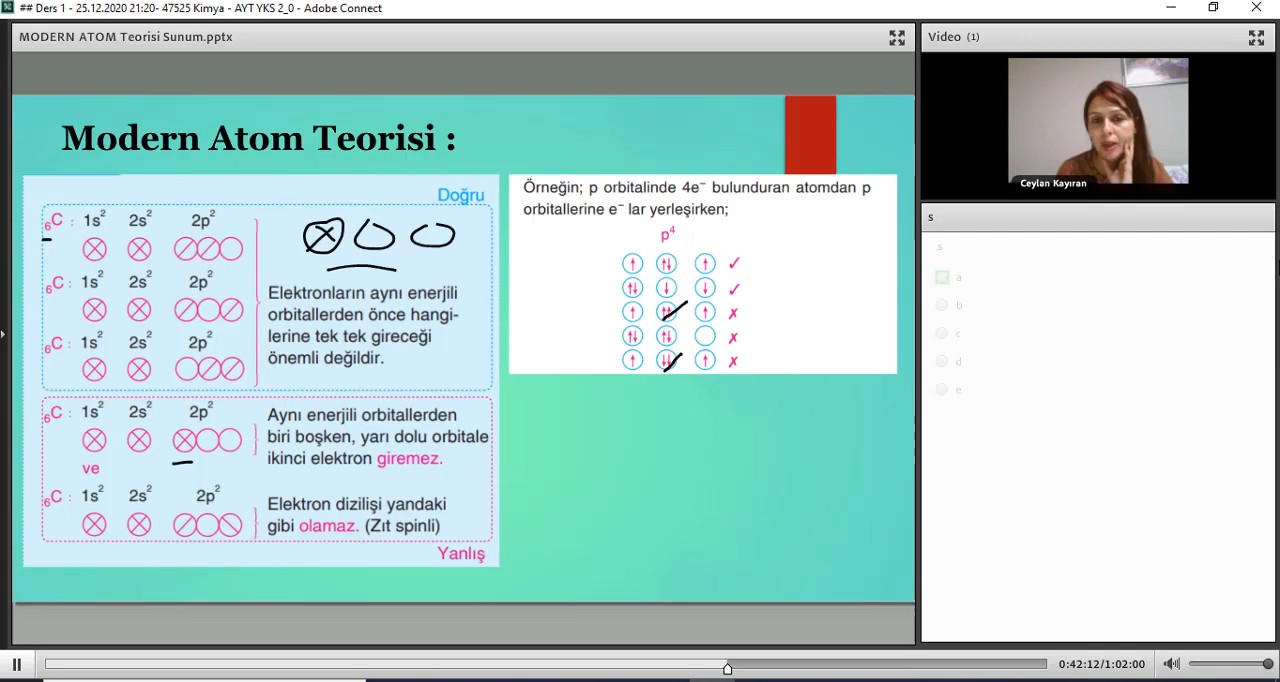 ## Ders 1 - 25.12.2020 21:20- 47525 Kimya - AYT YKS 2_0 - Adobe Connect
MODERN ATOM Teorisi Sunum.pptx
Modern Atom Teorisi :
Doğru
₆C : 1s² 2s² 2p²
₆C : 1s² 2s² 2p²
₆C : 1s² 2s² 2p²
Elektronların aynı enerjili
orbitallerden önce hangi-
lerine tek tek gireceği
önemli değildir.
₆C : 1s² 2s² 2p²
Aynı enerjili orbitallerden
biri boşken, yarı dolu orbitale
ikinci elektron giremez.
ve
₆C : 1s² 2s² 2p²
Elektron dizilişi yandaki
gibi olamaz. (Zıt spinli)
Yanlış
Örneğin; p orbitalinde 4e⁻ bulunduran atomdan p
orbitallerine e⁻ lar yerleşirken;
p⁴
↑ ↑↓ ↑ ✓
↑↓ ↓ ↓ ✓
↑ ↑↑ ↑ ✗
↑↓ ↑↓ ✗
↑ ↓↓ ↑ ✗
Video (1)
Ceylan Kayıran
s
s
a
b
c
d
e
0:42:12/1:02:00